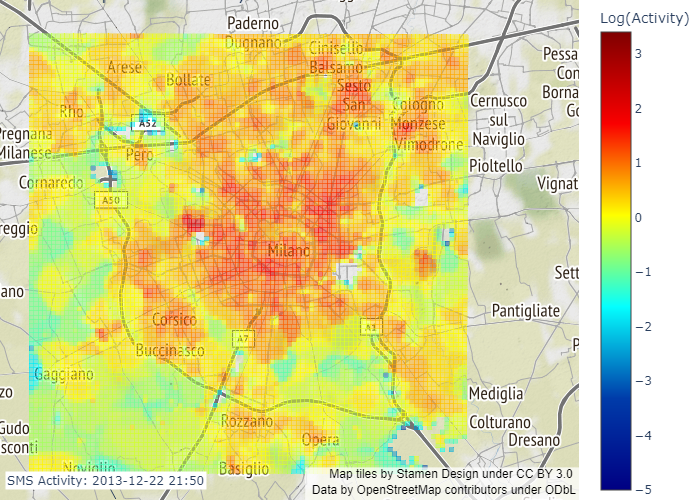 Paderno
Dugnano
Log(Activity)
Cinisello
Balsamo
Arese
Bollate
Sesto
San
Giovanni
Pessa
Con
Borna
Go
Rho
A52
Cologno
Monzese
Vimodrone
Cernusco
sul
Naviglio
Pregnana
Milanese
Pero
Pioltello
Cornaredo
Vignat
A50
reggio
Milano
Sett
ano
Pantigliate
Corsico
A7
Buccinasco
P
Gaggiano
Mediglia
zo
Rozzano
Colturano
Gudo
sconti
Opera
Dresano
Noviglio
Basiglio
SMS Activity: 2013-12-22 21:50
Map tiles by Stamen Design under CC BY 3.0
Data by OpenStreetMap contributors under ODbL
3
2
1
0
−1
−2
−3
−4
−5